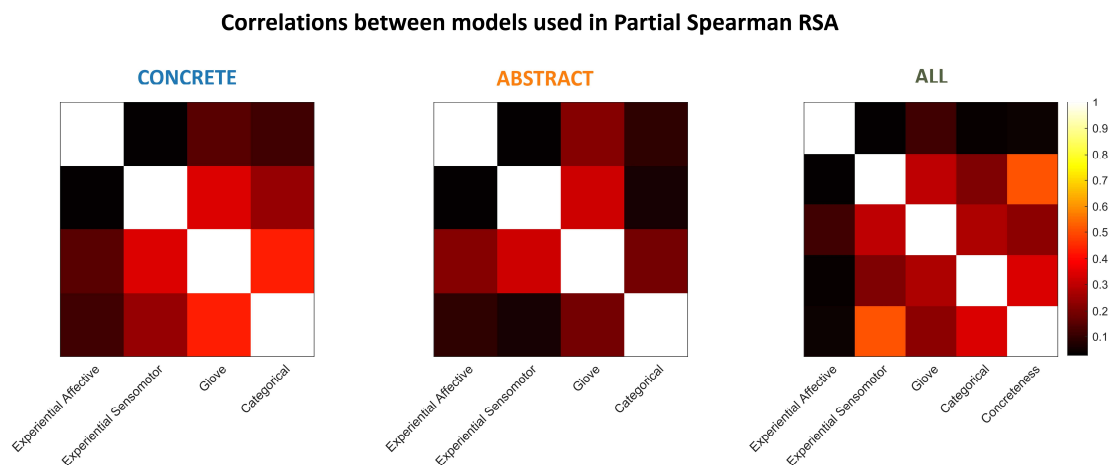 Correlations between models used in Partial Spearman RSA
CONCRETE
ABSTRACT
ALL
1
0.9
0.8
0.7
0.6
0.5
0.4
0.3
0.2
0.1
Experiential Affective
Experiential Sensomotor
Glove
Categorical
Experiential Affective
Experiential Sensomotor
Glove
Categorical
Experiential Affective
Experiential Sensomotor
Glove
Categorical
Concreteness